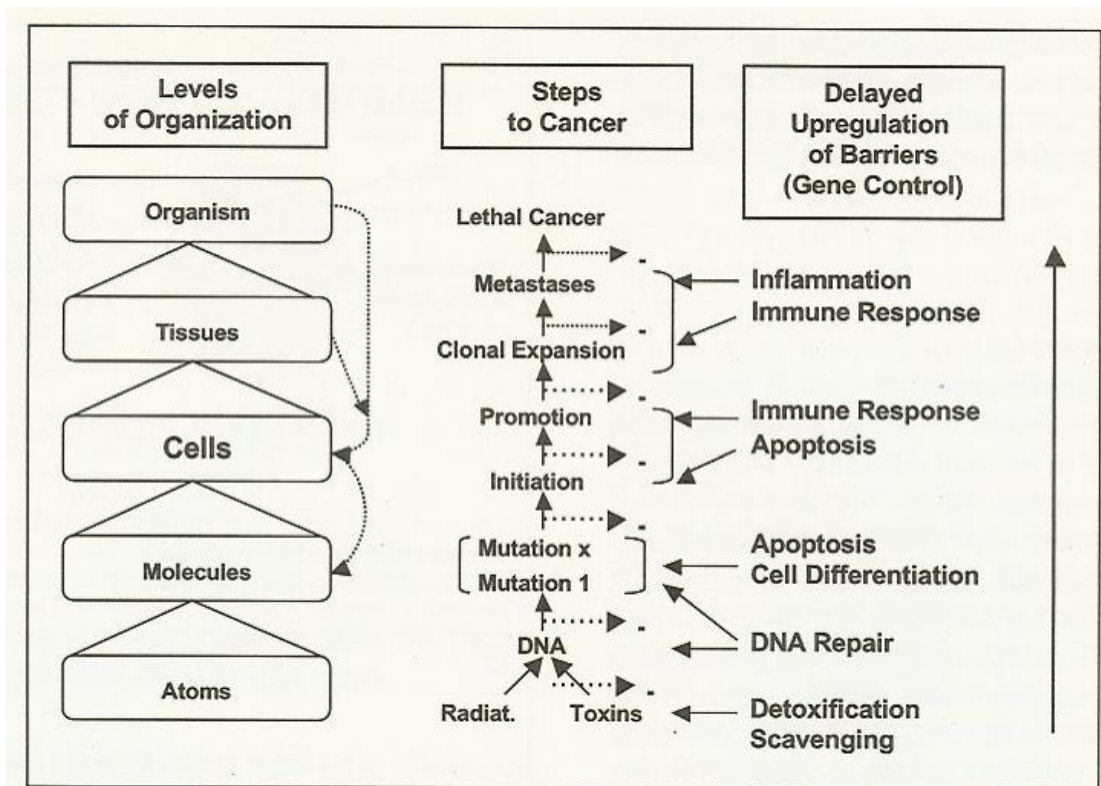 Levels
of Organization
Organism
Tissues
Cells
Molecules
Atoms
Steps
to Cancer
Lethal Cancer
Metastases
Clonal Expansion
Promotion
Initiation
Mutation x
Mutation 1
DNA
Radiat. Toxins
Delayed
Upregulation
of Barriers
(Gene Control)
Inflammation
Immune Response
Immune Response
Apoptosis
Apoptosis
Cell Differentiation
DNA Repair
Detoxification
Scavenging